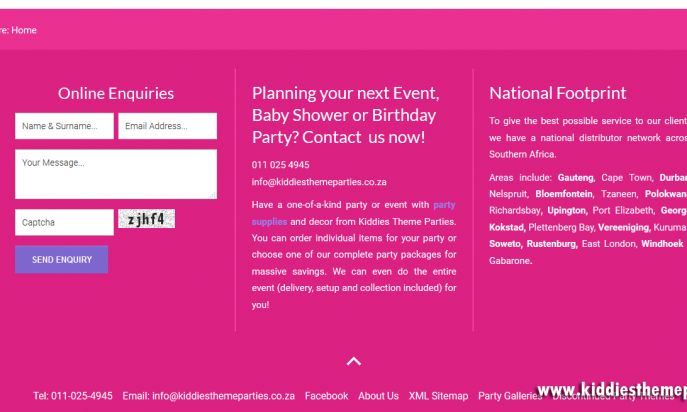 re: Home
Online Enquiries
Name & Surname...
Email Address...
Your Message...
Captcha
zjhf4
SEND ENQUIRY
Planning your next Event,
Baby Shower or Birthday
Party? Contact us now!
011 025 4945
info@kiddiesthemeparties.co.za
Have a one-of-a-kind party or event with party
supplies and decor from Kiddies Theme Parties.
You can order individual items for your party or
choose one of our complete party packages for
massive savings. We can even do the entire
event (delivery, setup and collection included) for
you!
National Footprint
To give the best possible service to our client
we have a national distributor network acros
Southern Africa.
Areas include: Gauteng, Cape Town, Durban
Nelspruit, Bloemfontein, Tzaneen, Polokwan
Richardsbay, Upington, Port Elizabeth, Georg
Kokstad, Plettenberg Bay, Vereeniging, Kuruma
Soweto, Rustenburg, East London, Windhoek
Gabarone.
Tel: 011-025-4945 Email: info@kiddiesthemeparties.co.za Facebook About Us XML Sitemap Party Galleries Discontinued Party Themes
www.kiddiesthemep